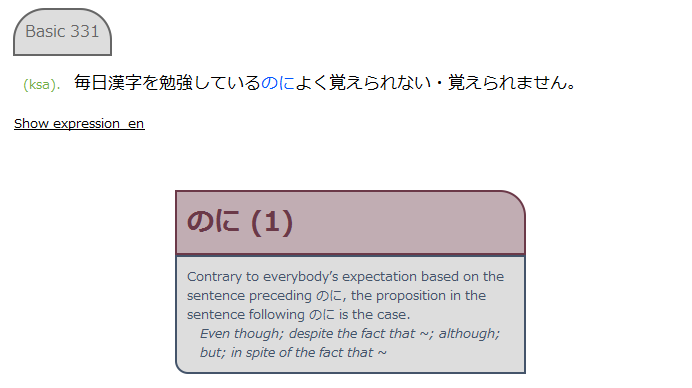 Basic 331
(ksa). 毎日漢字を勉強しているのによく覚えられない・覚えられません。
Show expression_en
のに (1)
Contrary to everybody’s expectation based on the
sentence preceding のに, the proposition in the
sentence following のに is the case.
Even though; despite the fact that ~; although;
but; in spite of the fact that ~